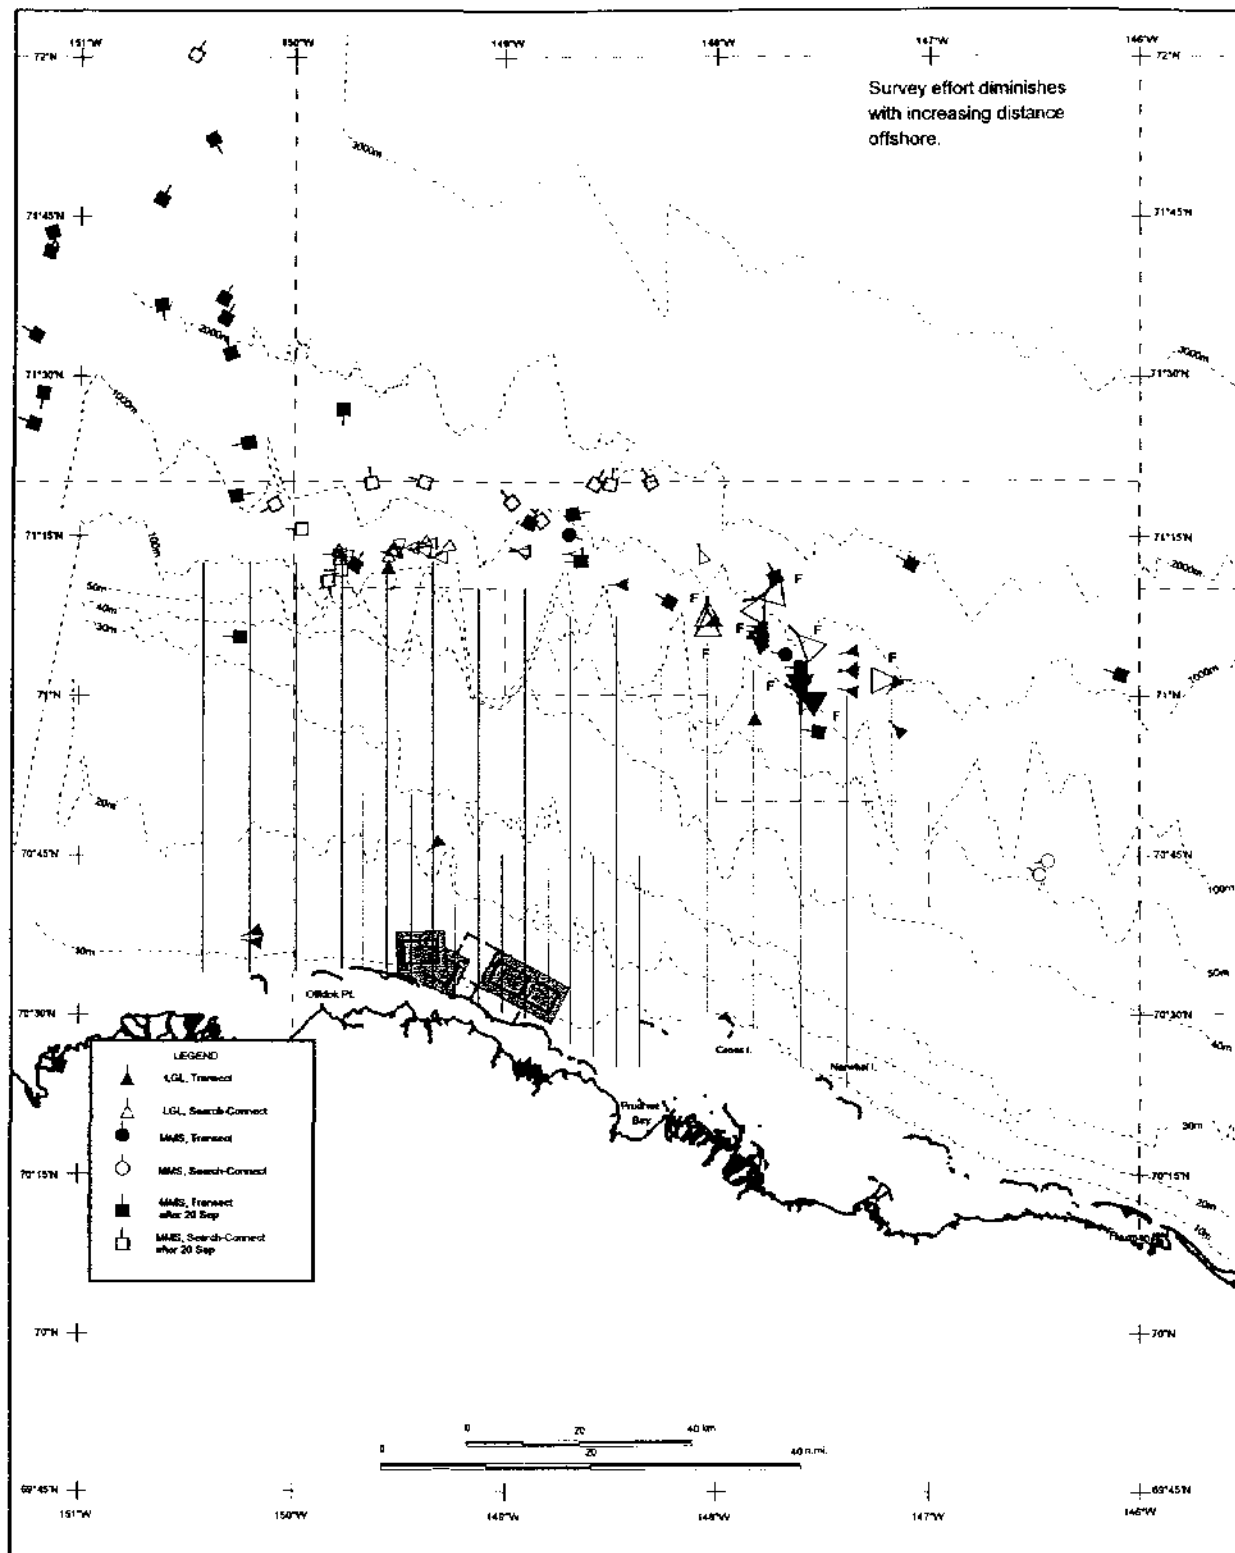 151°W 150°W 149°W 148°W 147°W 146°W
72°N 72°N
Survey effort diminishes
with increasing distance
offshore.
3000m
71°45'N 71°45'N
2000m
3000m
71°30'N 71°30'N
1000m
71°15'N 71°15'N
100m
2000m
50m
40m
30m
F
F
F
F
F
F
F
F
71°N 71°N
1000m
20m
70°45'N 70°45'N
100m
10m
50m
70°30'N 70°30'N
Oliktok Pt.
40m
Cross I.
Narwhal I.
Prudhoe
Bay
30m
LEGEND
LGL, Transect
LGL, Search-Connect
MMS, Transect
MMS, Search-Connect
MMS, Transect
after 20 Sep
MMS, Search-Connect
after 20 Sep
70°15'N 70°15'N
20m
10m
70°N 70°N
0 20 40 km
0 20 40 n.mi.
69°45'N 69°45'N
151°W 150°W 149°W 148°W 147°W 146°W